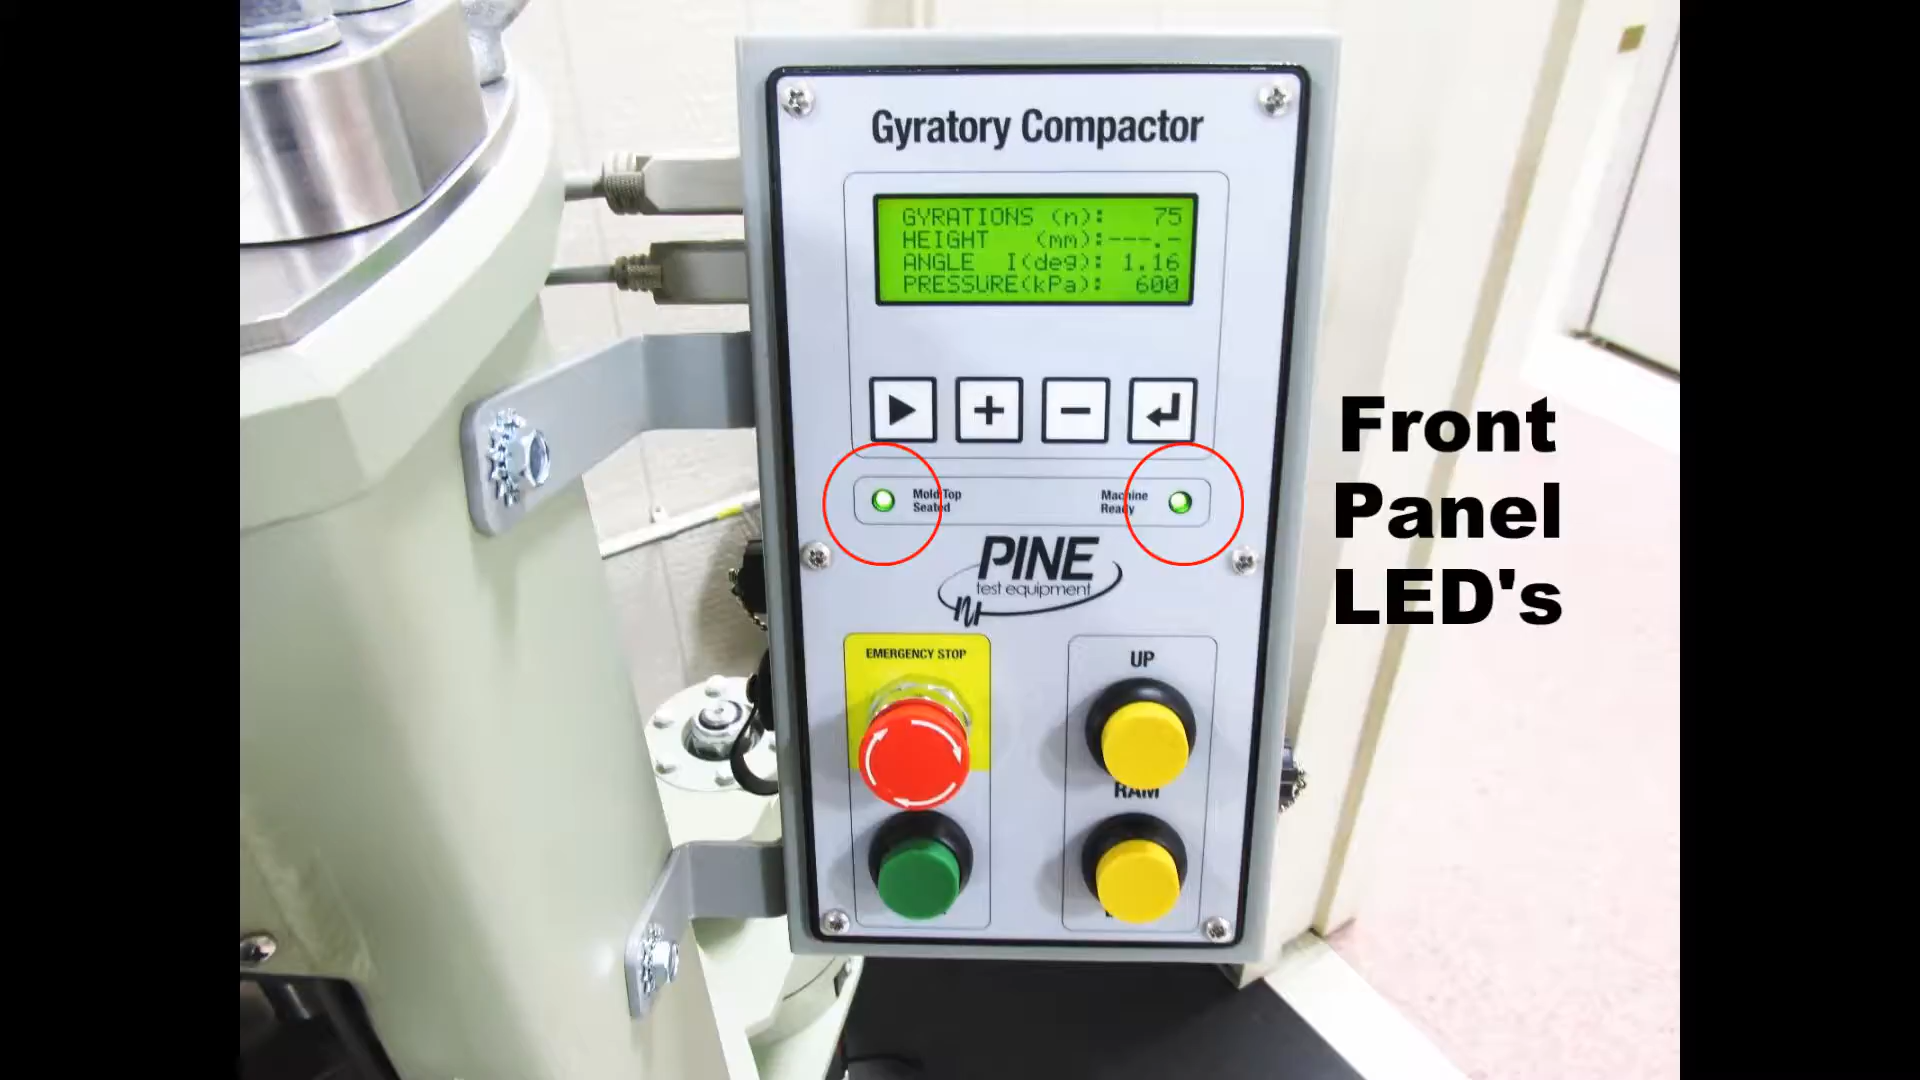 Gyratory Compactor
GYRATIONS (n): 75
HEIGHT (mm):---.-
ANGLE I(deg): 1.16
PRESSURE(kPa): 600
Mold Top
Seated
Machine
Ready
PINE
test equipment
EMERGENCY STOP
UP
RAM
Front
Panel
LED's